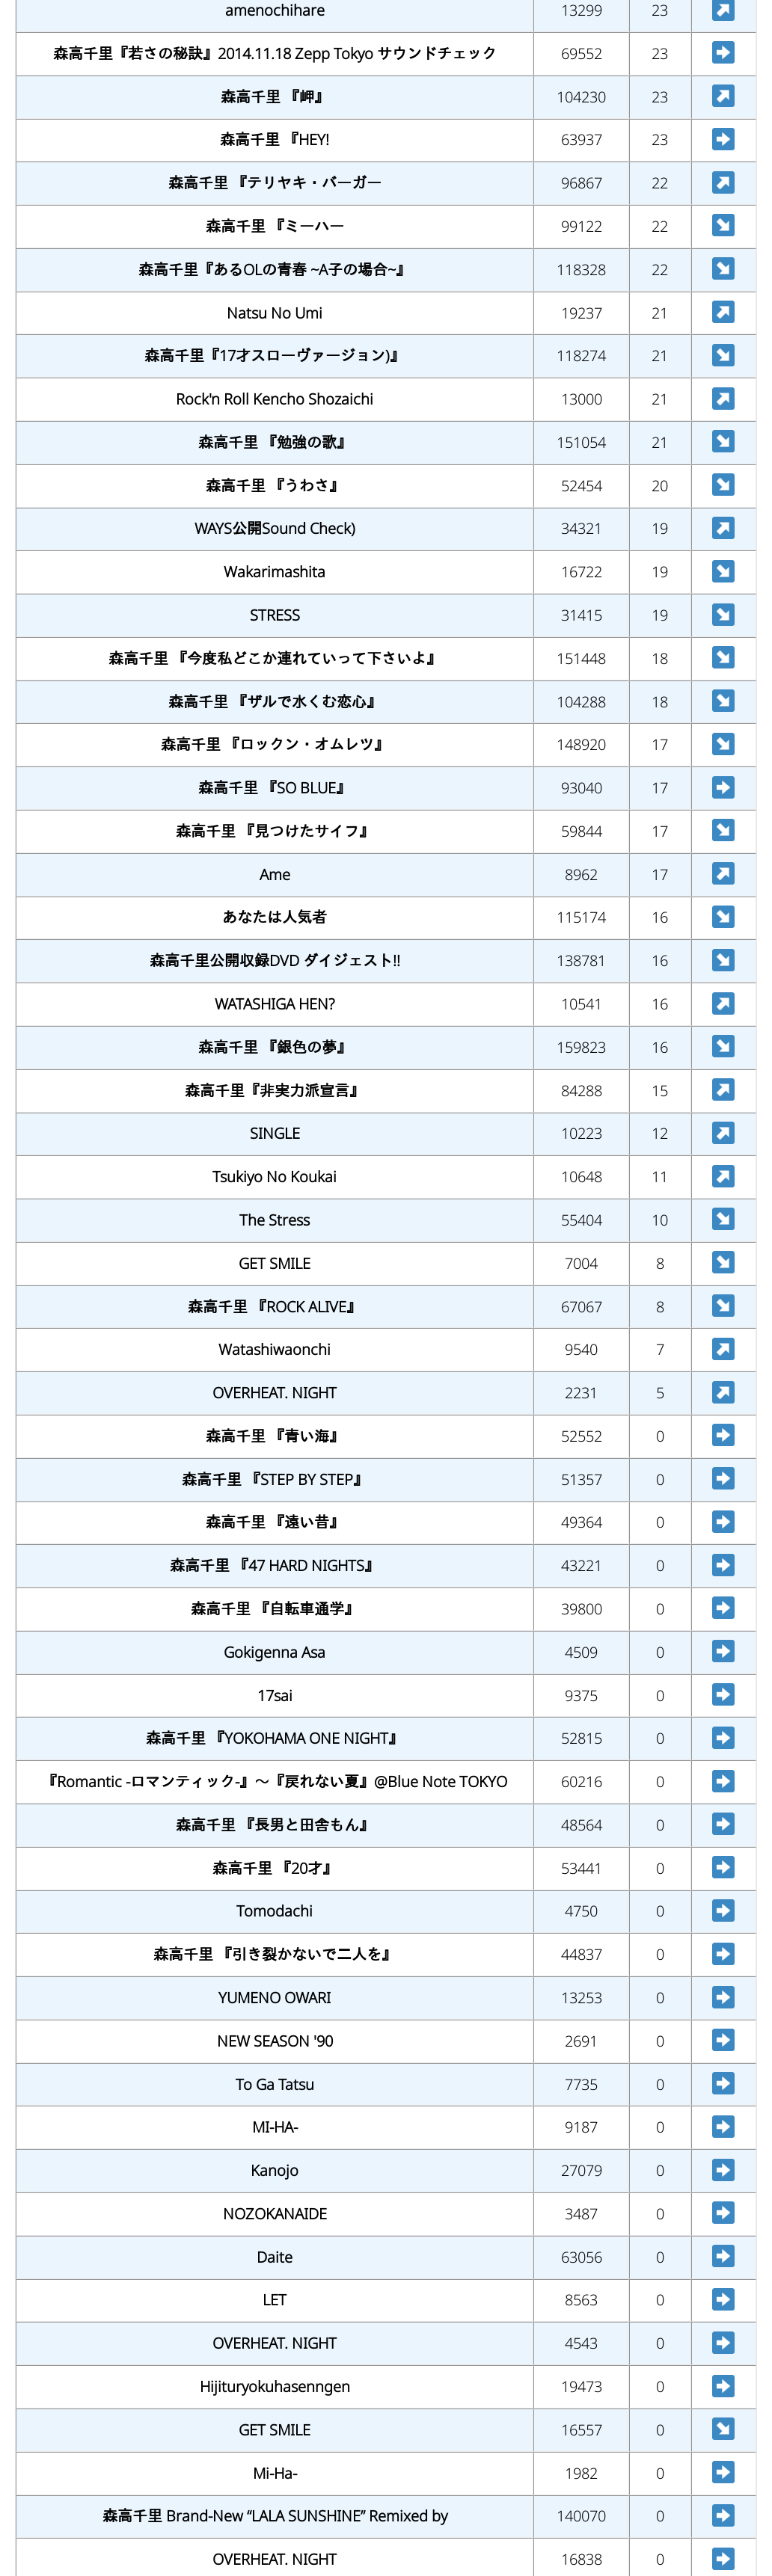 amenochihare 13299 23 ↗
森高千里『若さの秘訣』2014.11.18 Zepp Tokyo サウンドチェック 69552 23 ➡
森高千里 『岬』 104230 23 ↗
森高千里 『HEY! 63937 23 ➡
森高千里 『テリヤキ・バーガー 96867 22 ↗
森高千里 『ミーハー 99122 22 ↘
森高千里『あるOLの青春 ~A子の場合~』 118328 22 ↘
Natsu No Umi 19237 21 ↗
森高千里『17才スローヴァージョン)』 118274 21 ↘
Rock'n Roll Kencho Shozaichi 13000 21 ↗
森高千里 『勉強の歌』 151054 21 ↘
森高千里 『うわさ』 52454 20 ↘
WAYS公開Sound Check) 34321 19 ↗
Wakarimashita 16722 19 ↘
STRESS 31415 19 ↘
森高千里 『今度私どこか連れていって下さいよ』 151448 18 ↘
森高千里 『ザルで水くむ恋心』 104288 18 ↘
森高千里 『ロックン・オムレツ』 148920 17 ↘
森高千里 『SO BLUE』 93040 17 ➡
森高千里 『見つけたサイフ』 59844 17 ↘
Ame 8962 17 ↗
あなたは人気者 115174 16 ↘
森高千里公開収録DVD ダイジェスト!! 138781 16 ↘
WATASHIGA HEN? 10541 16 ↗
森高千里 『銀色の夢』 159823 16 ↘
森高千里『非実力派宣言』 84288 15 ↗
SINGLE 10223 12 ↗
Tsukiyo No Koukai 10648 11 ↗
The Stress 55404 10 ↘
GET SMILE 7004 8 ↘
森高千里 『ROCK ALIVE』 67067 8 ↘
Watashiwaonchi 9540 7 ↗
OVERHEAT. NIGHT 2231 5 ↗
森高千里 『青い海』 52552 0 ➡
森高千里 『STEP BY STEP』 51357 0 ➡
森高千里 『遠い昔』 49364 0 ➡
森高千里 『47 HARD NIGHTS』 43221 0 ➡
森高千里 『自転車通学』 39800 0 ➡
Gokigenna Asa 4509 0 ➡
17sai 9375 0 ➡
森高千里 『YOKOHAMA ONE NIGHT』 52815 0 ➡
『Romantic -ロマンティック-』～『戻れない夏』@Blue Note TOKYO 60216 0 ➡
森高千里 『長男と田舎もん』 48564 0 ➡
森高千里 『20才』 53441 0 ➡
Tomodachi 4750 0 ➡
森高千里 『引き裂かないで二人を』 44837 0 ➡
YUMENO OWARI 13253 0 ➡
NEW SEASON '90 2691 0 ➡
To Ga Tatsu 7735 0 ➡
MI-HA- 9187 0 ➡
Kanojo 27079 0 ➡
NOZOKANAIDE 3487 0 ➡
Daite 63056 0 ➡
LET 8563 0 ➡
OVERHEAT. NIGHT 4543 0 ➡
Hijituryokuhasenngen 19473 0 ➡
GET SMILE 16557 0 ↘
Mi-Ha- 1982 0 ➡
森高千里 Brand-New “LALA SUNSHINE” Remixed by 140070 0 ➡
OVERHEAT. NIGHT 16838 0 ➡